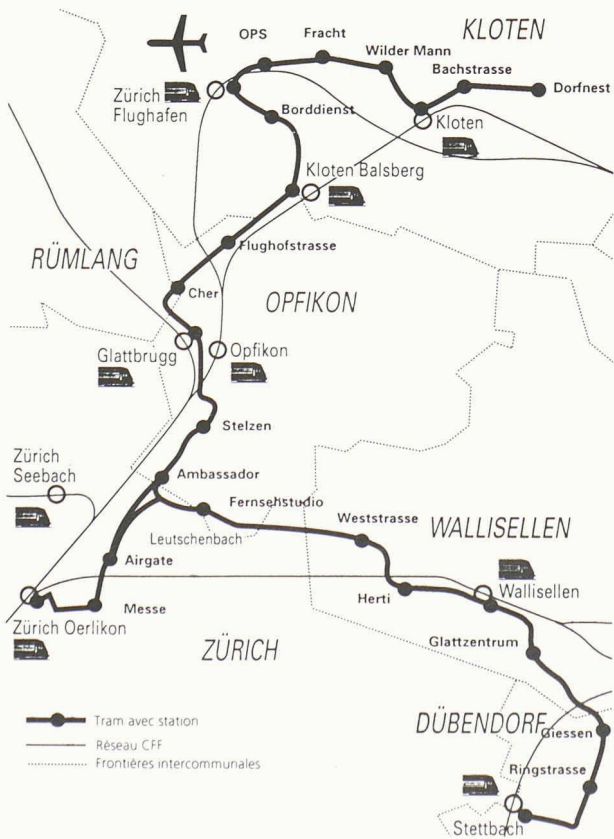 KLOTEN
OPS
Fracht
Wilder Mann
Bachstrasse
Dorfnest
Zürich
Flughafen
Borddienst
Kloten
Kloten Balsberg
Flughofstrasse
RÜMLANG
Cher
OPFIKON
Glattbrugg
Opfikon
Stelzen
Zürich
Seebach
Ambassador
Fernsehstudio
Leutschenbach
Weststrasse
WALLISELLEN
Airgate
Wallisellen
Herti
Messe
Zürich Oerlikon
ZÜRICH
Glattzentrum
DÜBENDORF
Giessen
Ringstrasse
Stettbach
Tram avec station
Réseau CFF
Frontières intercommunales